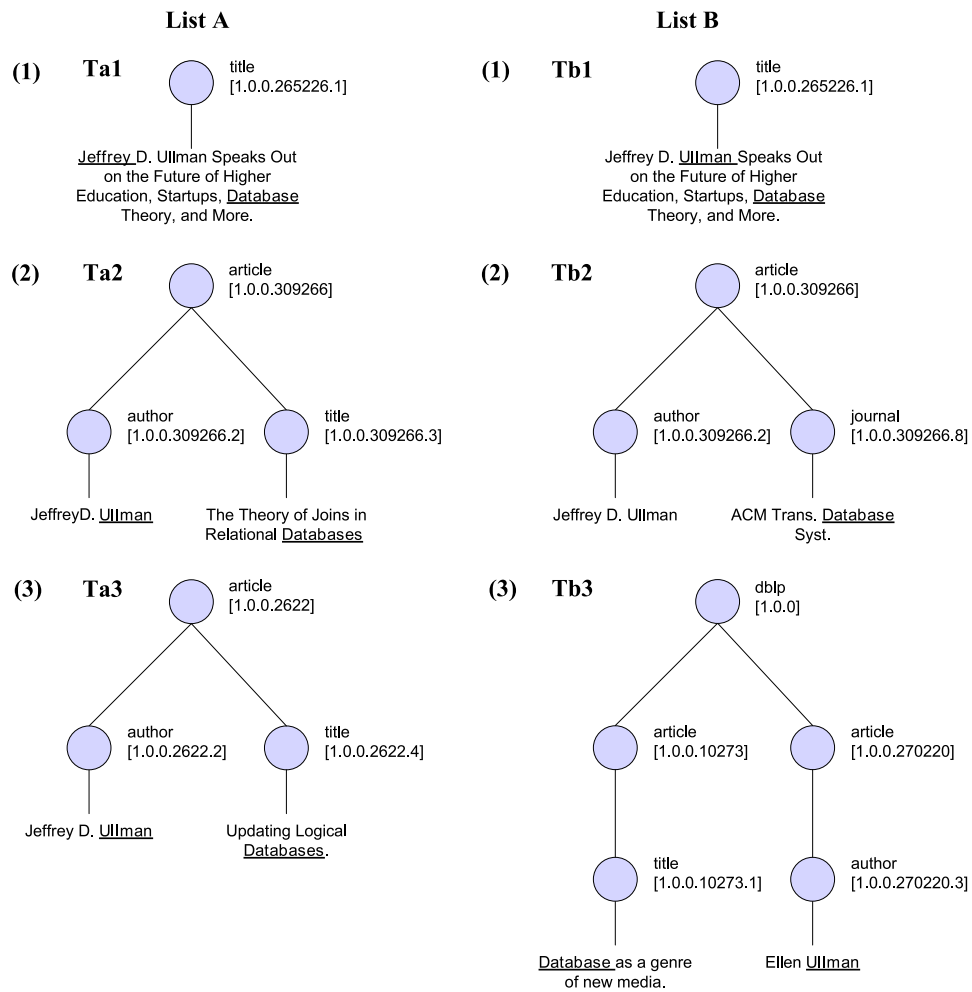 List A
List B
(1) Ta1
title
[1.0.0.265226.1]
Jeffrey D. Ullman Speaks Out
on the Future of Higher
Education, Startups, Database
Theory, and More.
(1) Tb1
title
[1.0.0.265226.1]
Jeffrey D. Ullman Speaks Out
on the Future of Higher
Education, Startups, Database
Theory, and More.
(2) Ta2
article
[1.0.0.309266]
author
[1.0.0.309266.2]
title
[1.0.0.309266.3]
JeffreyD. Ullman
The Theory of Joins in
Relational Databases
(2) Tb2
article
[1.0.0.309266]
author
[1.0.0.309266.2]
journal
[1.0.0.309266.8]
Jeffrey D. Ullman
ACM Trans. Database
Syst.
(3) Ta3
article
[1.0.0.2622]
author
[1.0.0.2622.2]
title
[1.0.0.2622.4]
Jeffrey D. Ullman
Updating Logical
Databases.
(3) Tb3
dblp
[1.0.0]
article
[1.0.0.10273]
article
[1.0.0.270220]
title
[1.0.0.10273.1]
author
[1.0.0.270220.3]
Database as a genre
of new media.
Ellen Ullman